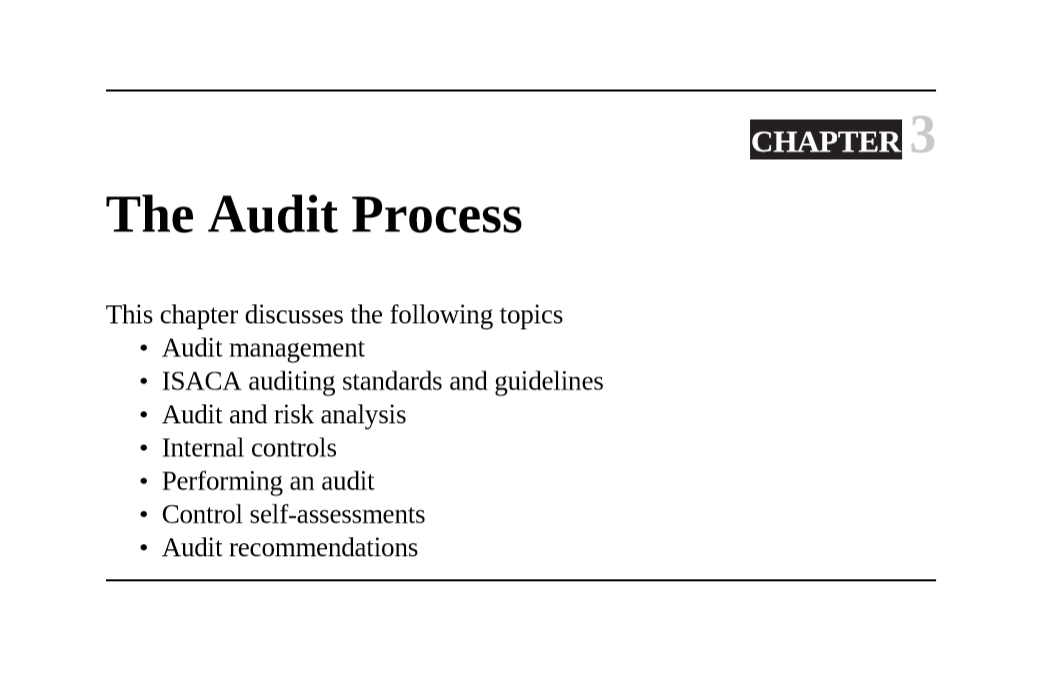 CHAPTER 3
The Audit Process
This chapter discusses the following topics
• Audit management
• ISACA auditing standards and guidelines
• Audit and risk analysis
• Internal controls
• Performing an audit
• Control self-assessments
• Audit recommendations